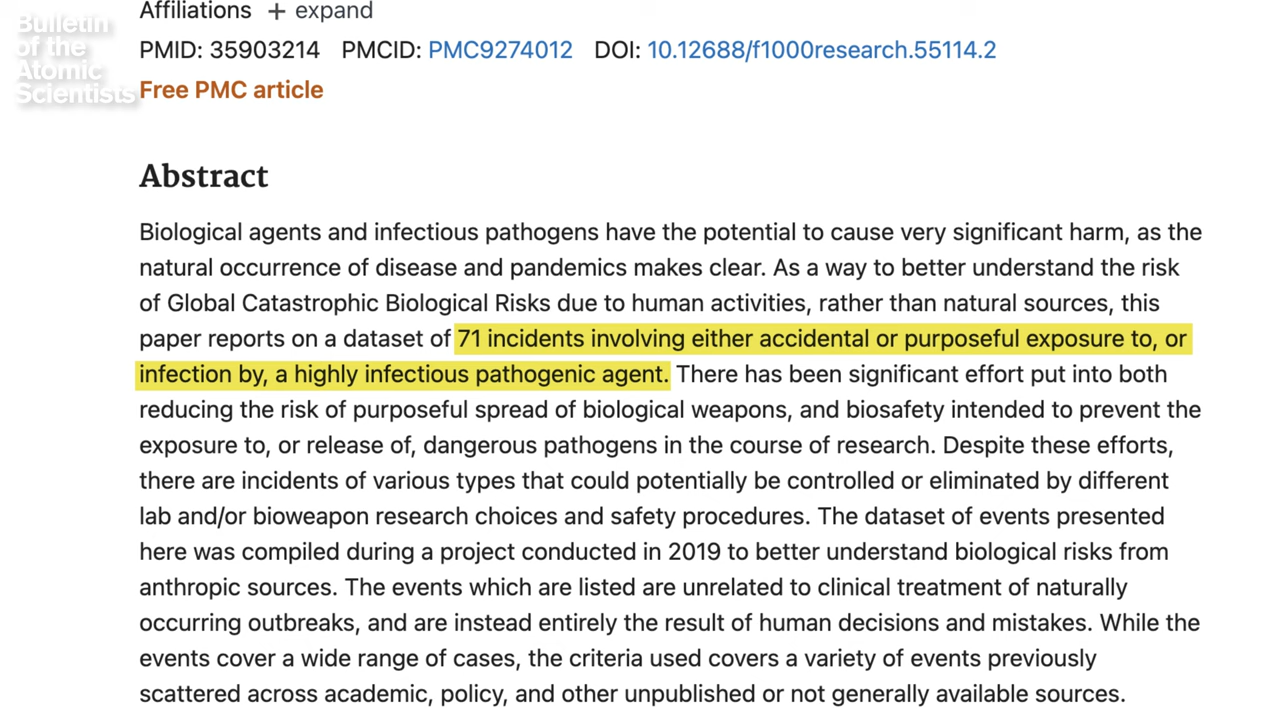 Bulletin
of the
Atomic
Scientists
Affiliations + expand
PMID: 35903214 PMCID: PMC9274012 DOI: 10.12688/f1000research.55114.2
Free PMC article
Abstract
Biological agents and infectious pathogens have the potential to cause very significant harm, as the
natural occurrence of disease and pandemics makes clear. As a way to better understand the risk
of Global Catastrophic Biological Risks due to human activities, rather than natural sources, this
paper reports on a dataset of 71 incidents involving either accidental or purposeful exposure to, or
infection by, a highly infectious pathogenic agent. There has been significant effort put into both
reducing the risk of purposeful spread of biological weapons, and biosafety intended to prevent the
exposure to, or release of, dangerous pathogens in the course of research. Despite these efforts,
there are incidents of various types that could potentially be controlled or eliminated by different
lab and/or bioweapon research choices and safety procedures. The dataset of events presented
here was compiled during a project conducted in 2019 to better understand biological risks from
anthropic sources. The events which are listed are unrelated to clinical treatment of naturally
occurring outbreaks, and are instead entirely the result of human decisions and mistakes. While the
events cover a wide range of cases, the criteria used covers a variety of events previously
scattered across academic, policy, and other unpublished or not generally available sources.